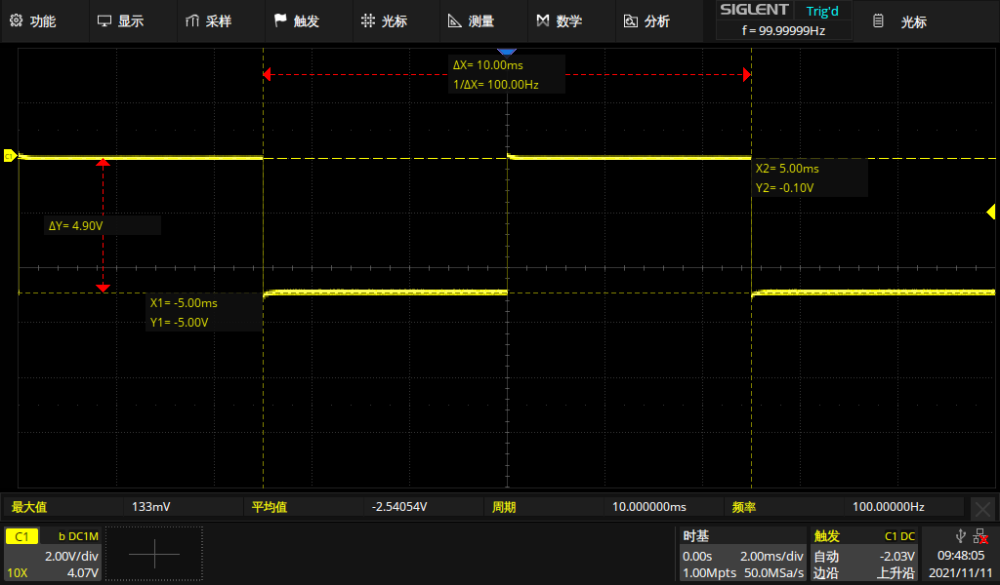 功能 显示 采样 触发 光标 测量 数学 分析 SIGLENT Trig'd 光标
f = 99.99999Hz
ΔX= 10.00ms
1/ΔX= 100.00Hz
C1
X2= 5.00ms
Y2= -0.10V
ΔY= 4.90V
X1= -5.00ms
Y1= -5.00V
最大值 133mV 平均值 -2.54054V 周期 10.000000ms 频率 100.00000Hz
C1 b DC1M 时基 触发 C1 DC
2.00V/div 0.00s 2.00ms/div 自动 -2.03V 09:48:05
10X 4.07V 1.00Mpts 50.0MSa/s 边沿 上升沿 2021/11/11